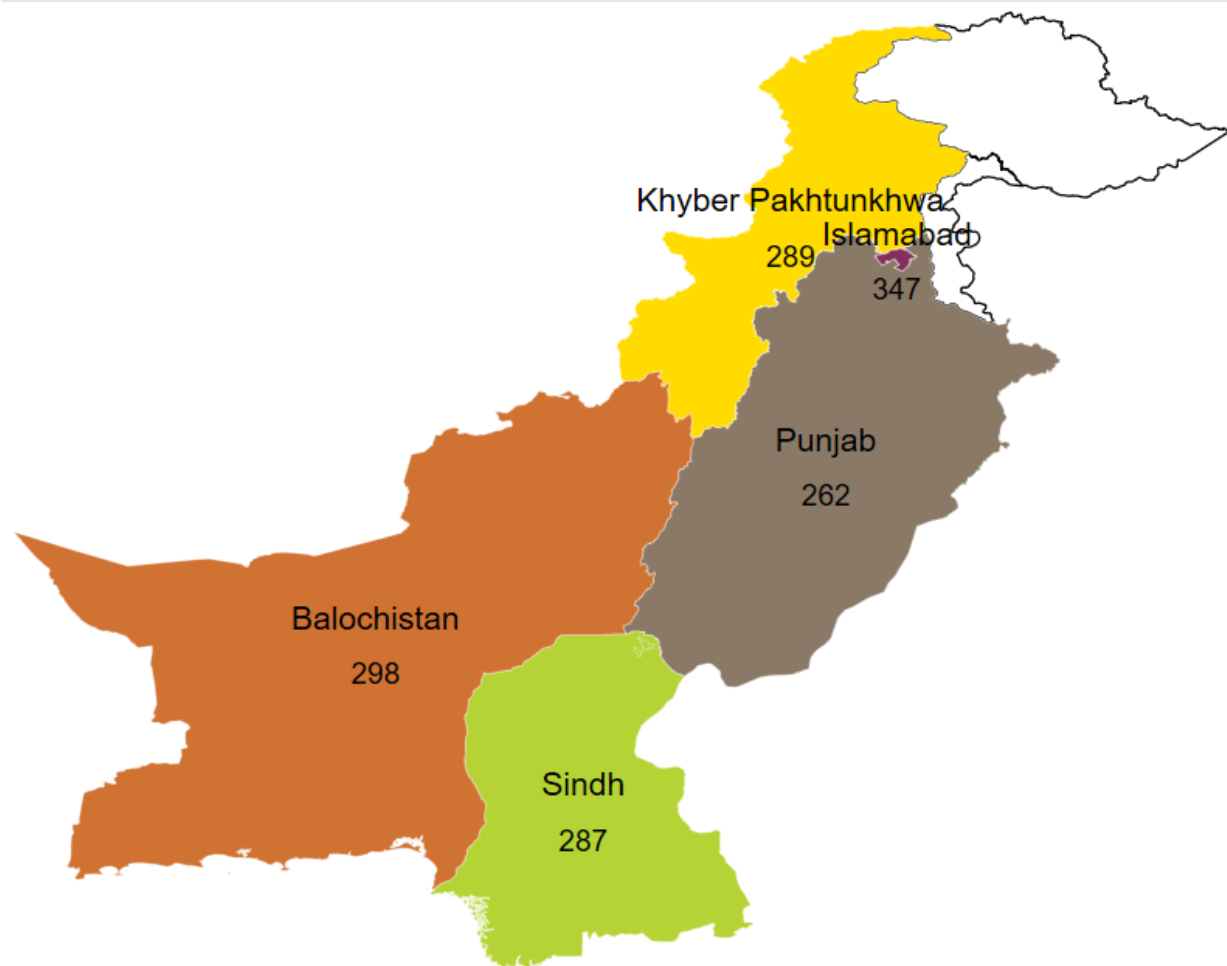 Khyber Pakhtunkhwa
Islamabad
289
347
Punjab
262
Balochistan
298
Sindh
287